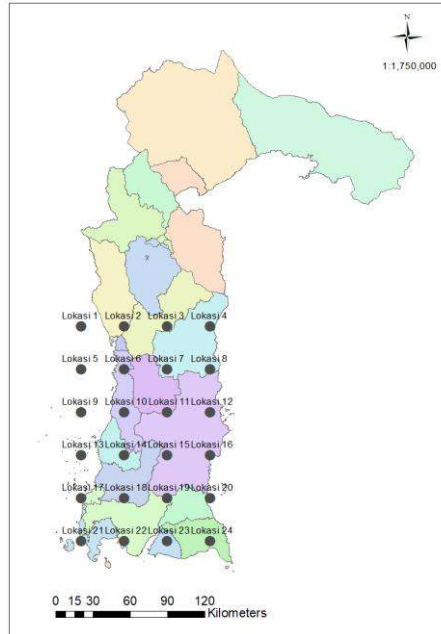 N
1:1,750,000
Lokasi 1 Lokasi 2 Lokasi 3 Lokasi 4
Lokasi 5 Lokasi 6 Lokasi 7 Lokasi 8
Lokasi 9 Lokasi 10 Lokasi 11 Lokasi 12
Lokasi 13 Lokasi 14 Lokasi 15 Lokasi 16
Lokasi 17 Lokasi 18 Lokasi 19 Lokasi 20
Lokasi 21 Lokasi 22 Lokasi 23 Lokasi 24
0 15 30 60 90 120
Kilometers